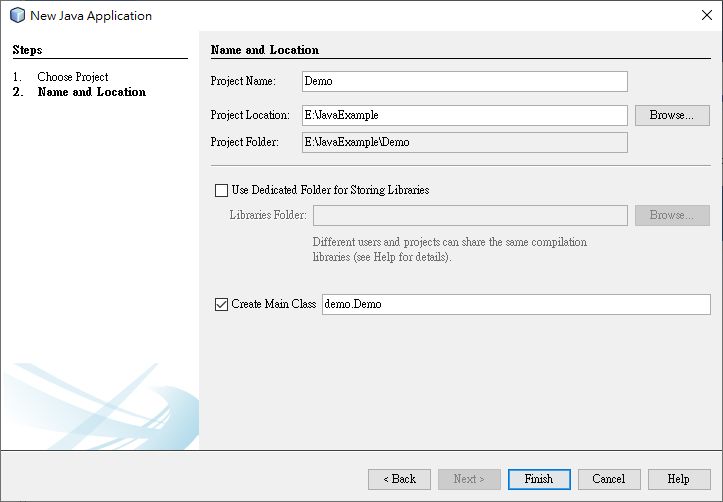 New Java Application
Steps
1. Choose Project
2. Name and Location
Name and Location
Project Name: Demo
Project Location: E:\JavaExample Browse...
Project Folder: E:\JavaExample\Demo
Use Dedicated Folder for Storing Libraries
Libraries Folder: Browse...
Different users and projects can share the same compilation
libraries (see Help for details).
Create Main Class demo.Demo
< Back Next > Finish Cancel Help